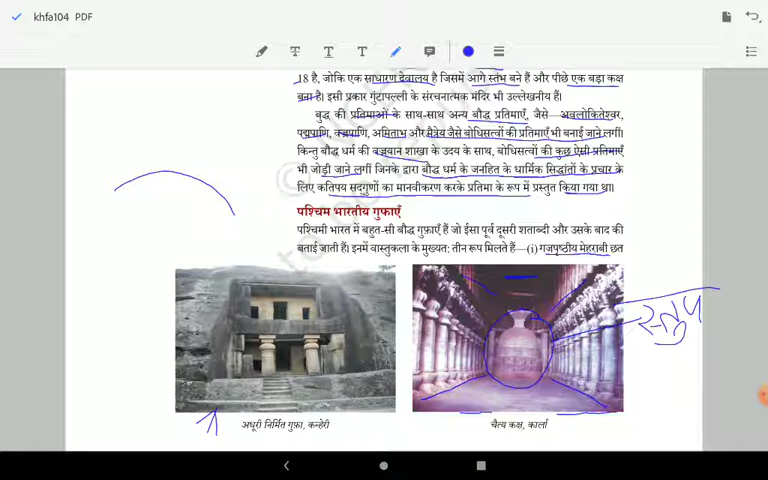 khfa104 PDF
18 है, जोकि एक साधारण देवालय है जिसमें आगे स्तंभ बने हैं और पीछे एक बड़ा कक्ष
बना है। इसी प्रकार गुंटापल्ली के संरचनात्मक मंदिर भी उल्लेखनीय हैं।
बुद्ध की प्रतिमाओं के साथ-साथ अन्य बौद्ध प्रतिमाएँ, जैसे—अवलोकितेश्वर,
पद्मपाणि, वज्रपाणि, अमिताभ और मैत्रेय जैसे बोधिसत्वों की प्रतिमाएँ भी बनाई जाने लगीं।
किन्तु बौद्ध धर्म की वज्रयान शाखा के उदय के साथ, बोधिसत्वों की कुछ ऐसी प्रतिमाएँ
भी जोड़ी जाने लगीं जिनके द्वारा बौद्ध धर्म के जनहित के धार्मिक सिद्धांतों के प्रचार के
लिए कतिपय सद्गुणों का मानवीकरण करके प्रतिमा के रूप में प्रस्तुत किया गया था।
पश्चिम भारतीय गुफाएँ
पश्चिमी भारत में बहुत-सी बौद्ध गुफ़ाएँ हैं जो ईसा पूर्व दूसरी शताब्दी और उसके बाद की
बताई जाती हैं। इनमें वास्तुकला के मुख्यत: तीन रूप मिलते हैं—(i) गजपृष्ठीय मेहराबी छत
स्तुप
अधूरी निर्मित गुफ़ा, कन्हेरी
चैत्य कक्ष, कार्ला